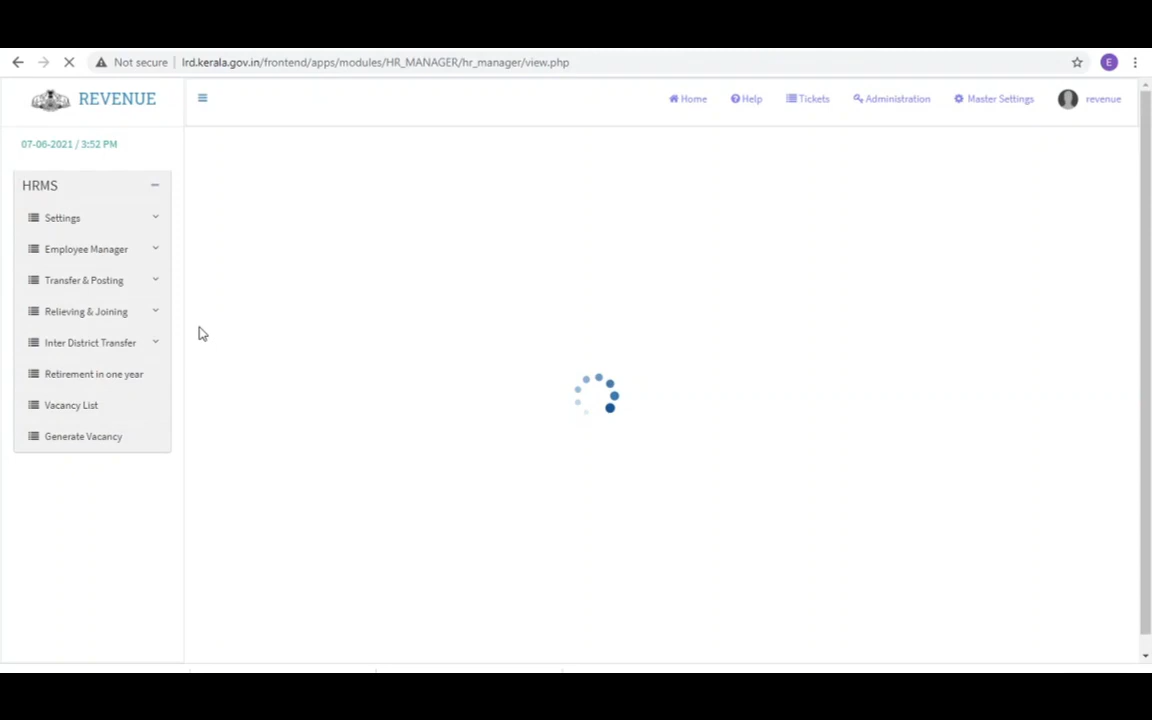 Not secure | lrd.kerala.gov.in/frontend/apps/modules/HR_MANAGER/hr_manager/view.php E
REVENUE
Home Help Tickets Administration Master Settings revenue
07-06-2021 / 3:52 PM
HRMS
Settings
Employee Manager
Transfer & Posting
Relieving & Joining
Inter District Transfer
Retirement in one year
Vacancy List
Generate Vacancy